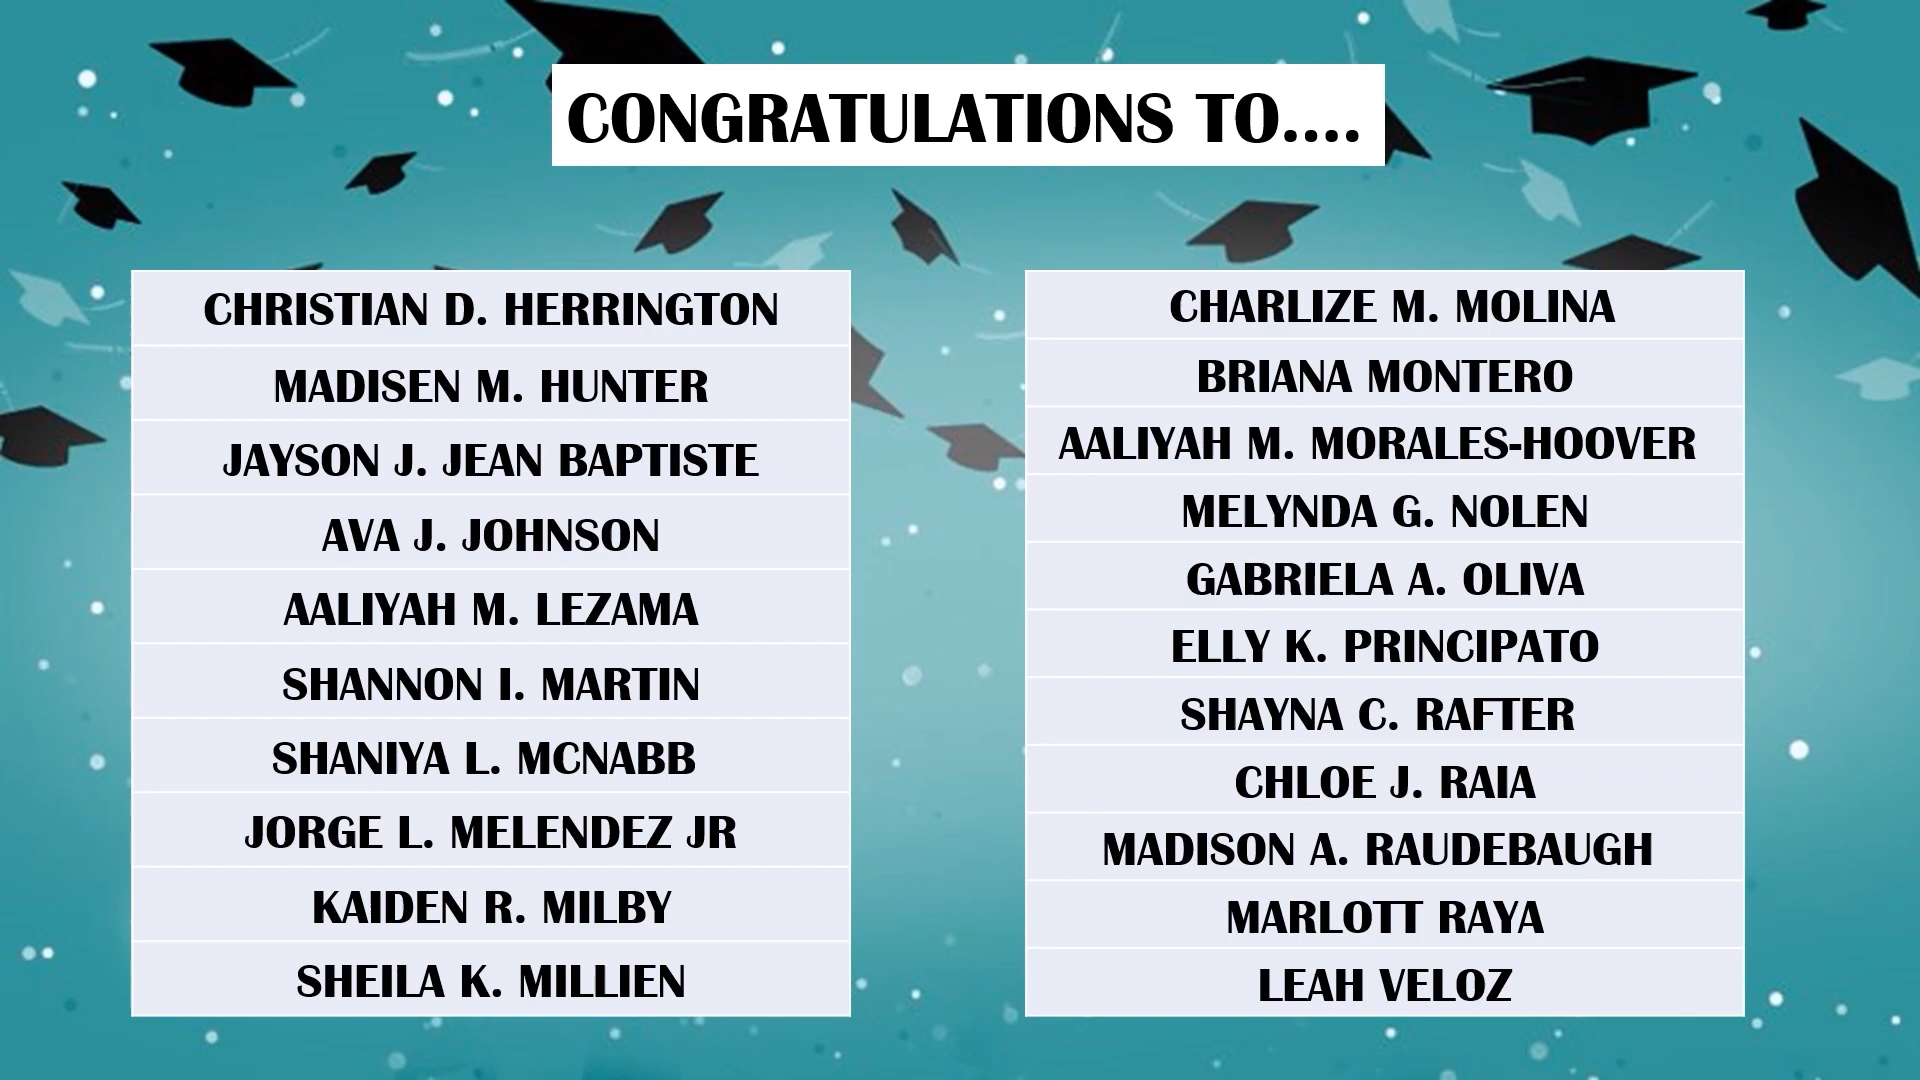 CONGRATULATIONS TO....
CHRISTIAN D. HERRINGTON
MADISEN M. HUNTER
JAYSON J. JEAN BAPTISTE
AVA J. JOHNSON
AALIYAH M. LEZAMA
SHANNON I. MARTIN
SHANIYA L. MCNABB
JORGE L. MELENDEZ JR
KAIDEN R. MILBY
SHEILA K. MILLIEN
CHARLIZE M. MOLINA
BRIANA MONTERO
AALIYAH M. MORALES-HOOVER
MELYNDA G. NOLEN
GABRIELA A. OLIVA
ELLY K. PRINCIPATO
SHAYNA C. RAFTER
CHLOE J. RAIA
MADISON A. RAUDEBAUGH
MARLOTT RAYA
LEAH VELOZ